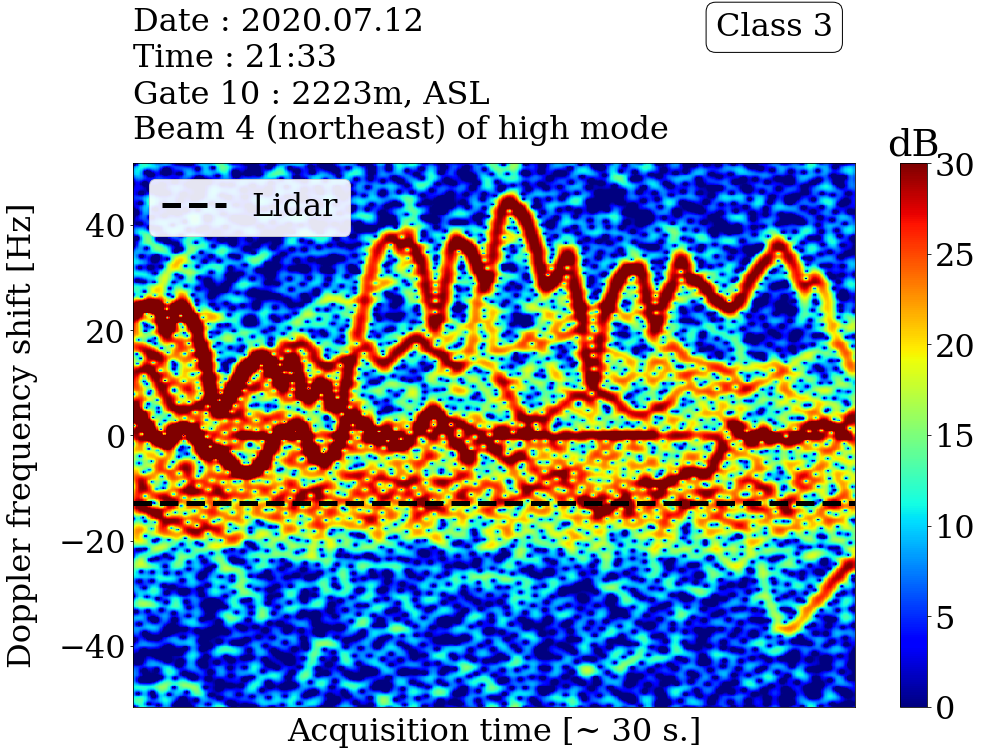 Date : 2020.07.12
Time : 21:33
Gate 10 : 2223m, ASL
Beam 4 (northeast) of high mode
Class 3
dB
Lidar
Doppler frequency shift [Hz]
40
20
0
−20
−40
30
25
20
15
10
5
0
Acquisition time [~ 30 s.]